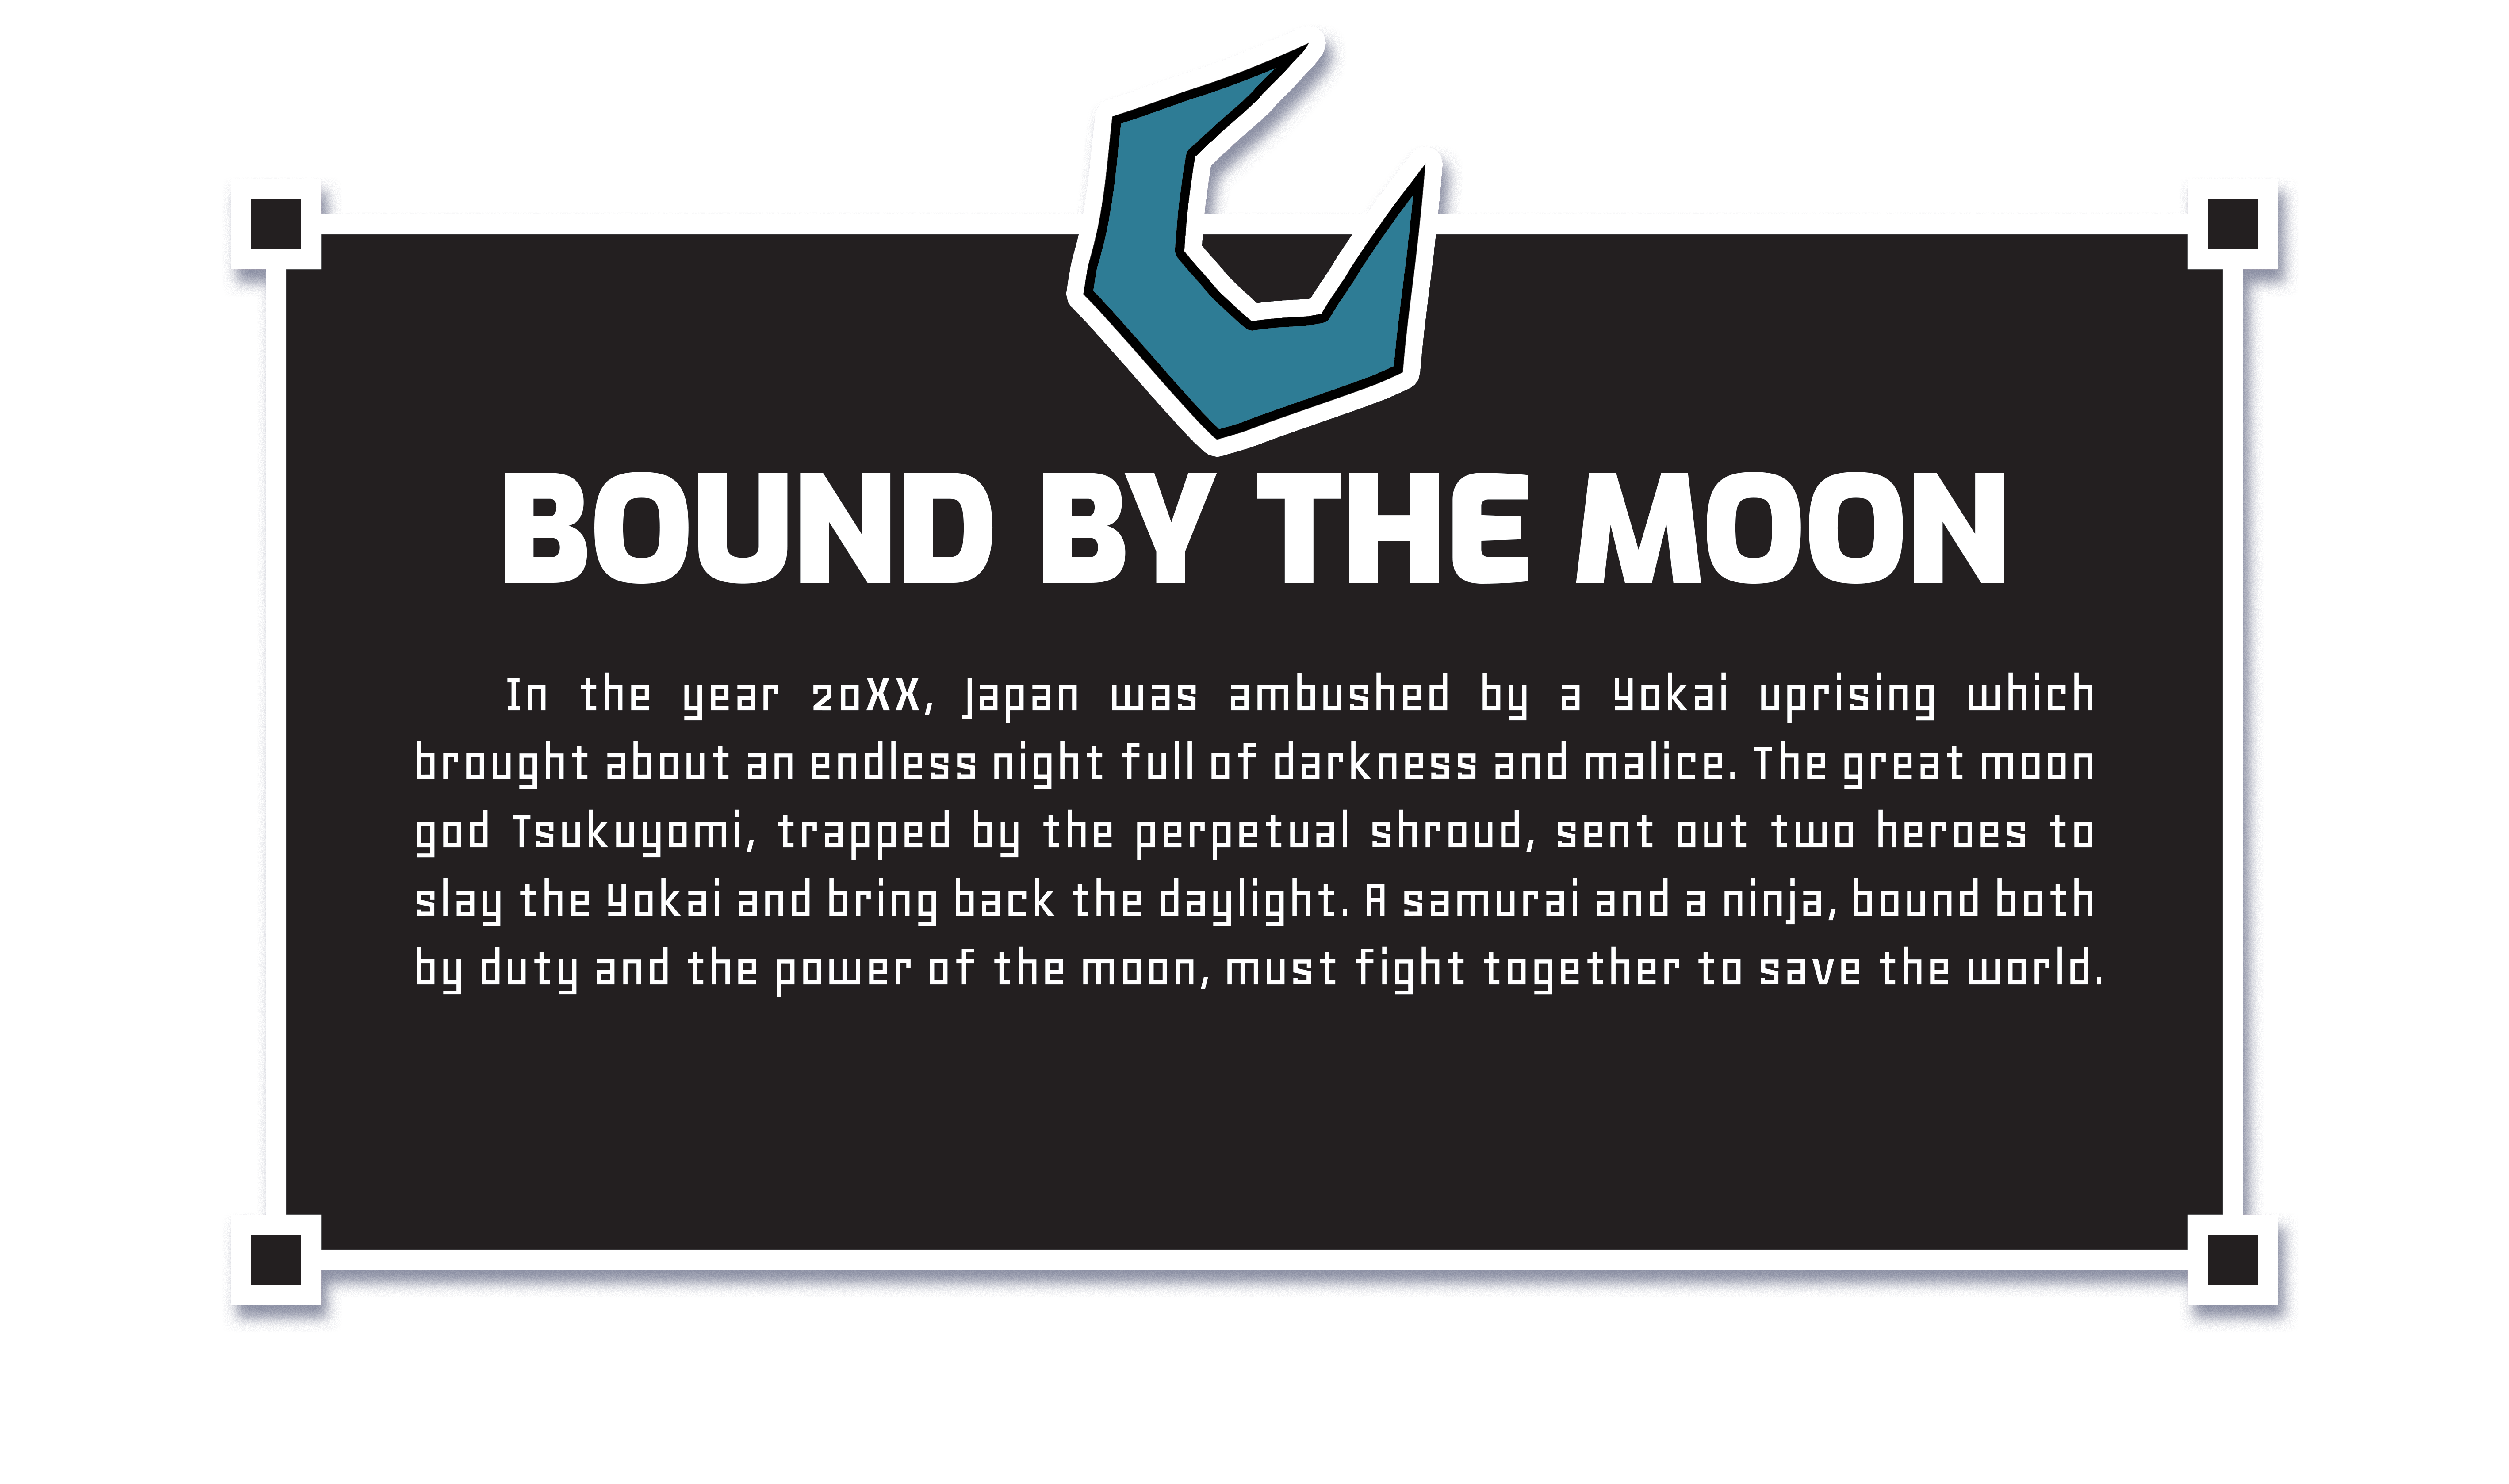 BOUND BY THE MOON
In the year 20XX, Japan was ambushed by a Yokai uprising which
brought about an endless night full of darkness and malice. The great moon
god Tsukuyomi, trapped by the perpetual shroud, sent out two heroes to
slay the Yokai and bring back the daylight. A samurai and a ninja, bound both
by duty and the power of the moon, must fight together to save the world.